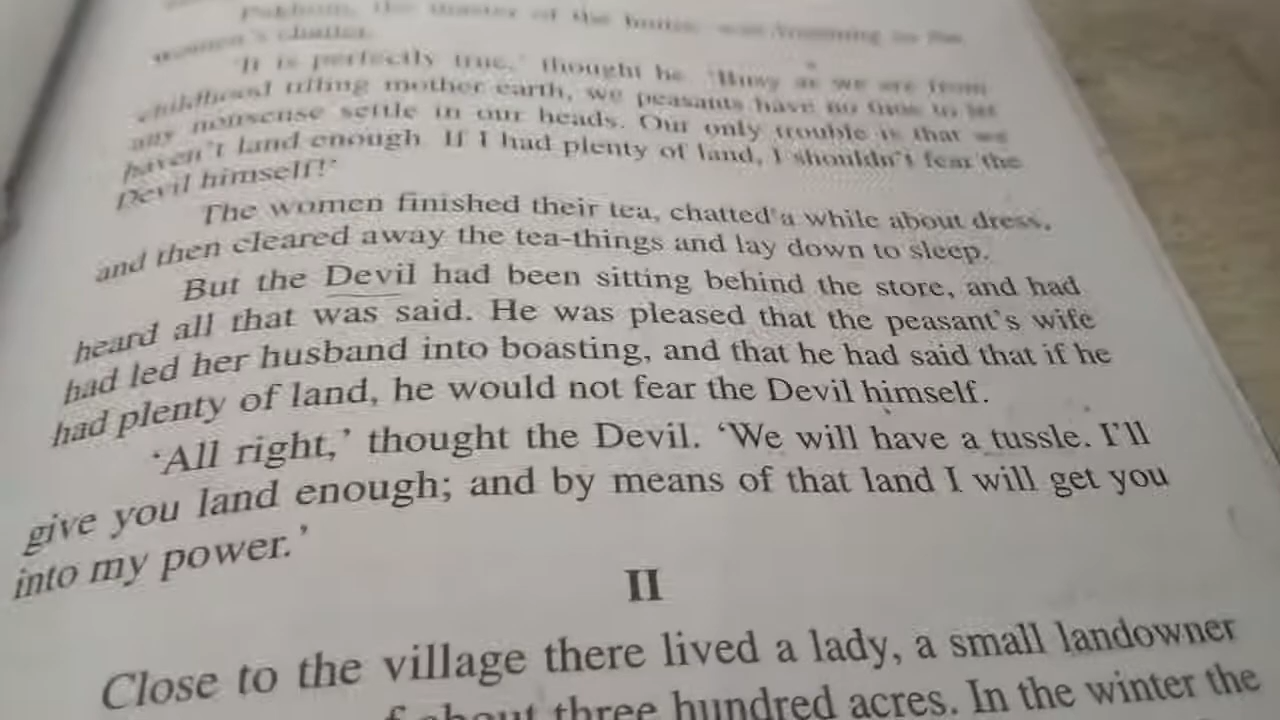 Pakhom, the master of the house was listening to the
women's chatter.
'It is perfectly true,' thought he. 'Busy as we are from
childhood tilling mother earth, we peasants have no time to let
any nonsense settle in our heads. Our only trouble is that we
haven't land enough. If I had plenty of land, I shouldn't fear the
Devil himself!'
The women finished their tea, chatted a while about dress,
and then cleared away the tea-things and lay down to sleep.
But the Devil had been sitting behind the store, and had
heard all that was said. He was pleased that the peasant's wife
had led her husband into boasting, and that he had said that if he
had plenty of land, he would not fear the Devil himself.
'All right,' thought the Devil. 'We will have a tussle. I'll
give you land enough; and by means of that land I will get you
into my power.'
II
Close to the village there lived a lady, a small landowner
about three hundred acres. In the winter the